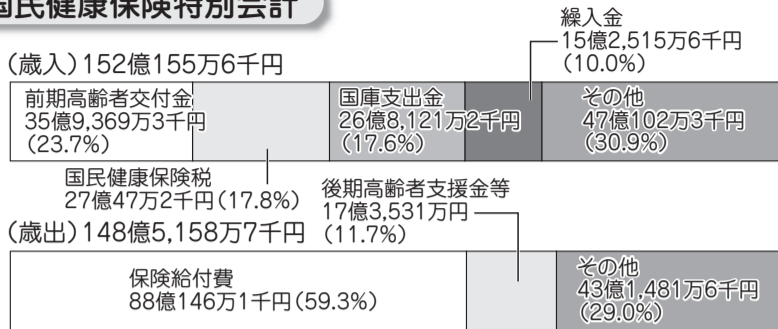 国民健康保険特別会計
繰入金
15億2,515万6千円
(10.0%)
(歳入)152億155万6千円
前期高齢者交付金
35億9,369万3千円
(23.7%)
国庫支出金
26億8,121万2千円
(17.6%)
その他
47億102万3千円
(30.9%)
国民健康保険税
27億47万2千円(17.8%)
後期高齢者支援金等
17億3,531万円
(11.7%)
(歳出)148億5,158万7千円
保険給付費
88億146万1千円(59.3%)
その他
43億1,481万6千円
(29.0%)